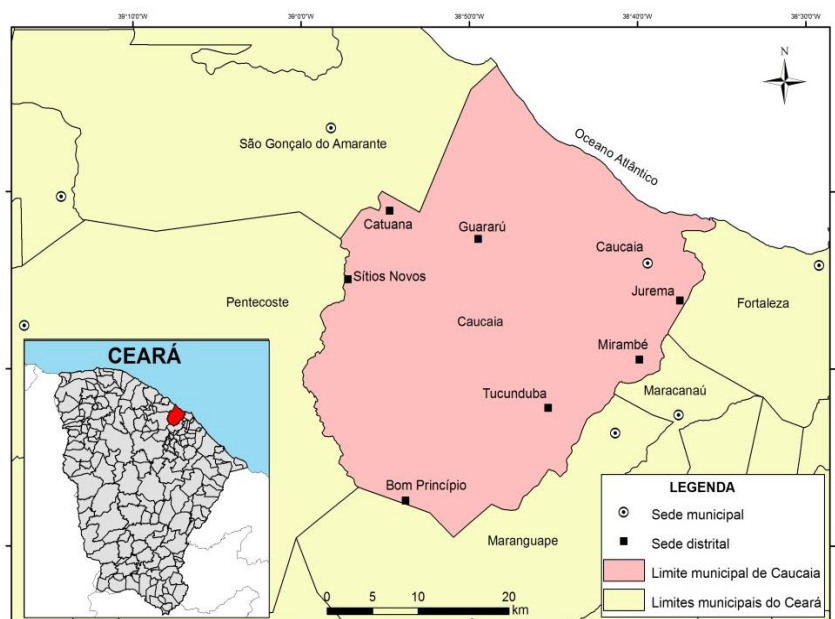 39°10'0"W
39°0'0"W
38°50'0"W
38°40'0"W
38°30'0"W
N
Oceano Atlântico
São Gonçalo do Amarante
Catuana
Guararú
Caucaia
Sítios Novos
Jurema
Pentecoste
Fortaleza
Caucaia
Mirambé
CEARÁ
Maracanaú
Tucunduba
Bom Princípio
Maranguape
LEGENDA
Sede municipal
Sede distrital
Limite municipal de Caucaia
Limites municipais do Ceará
0 5 10 20
km